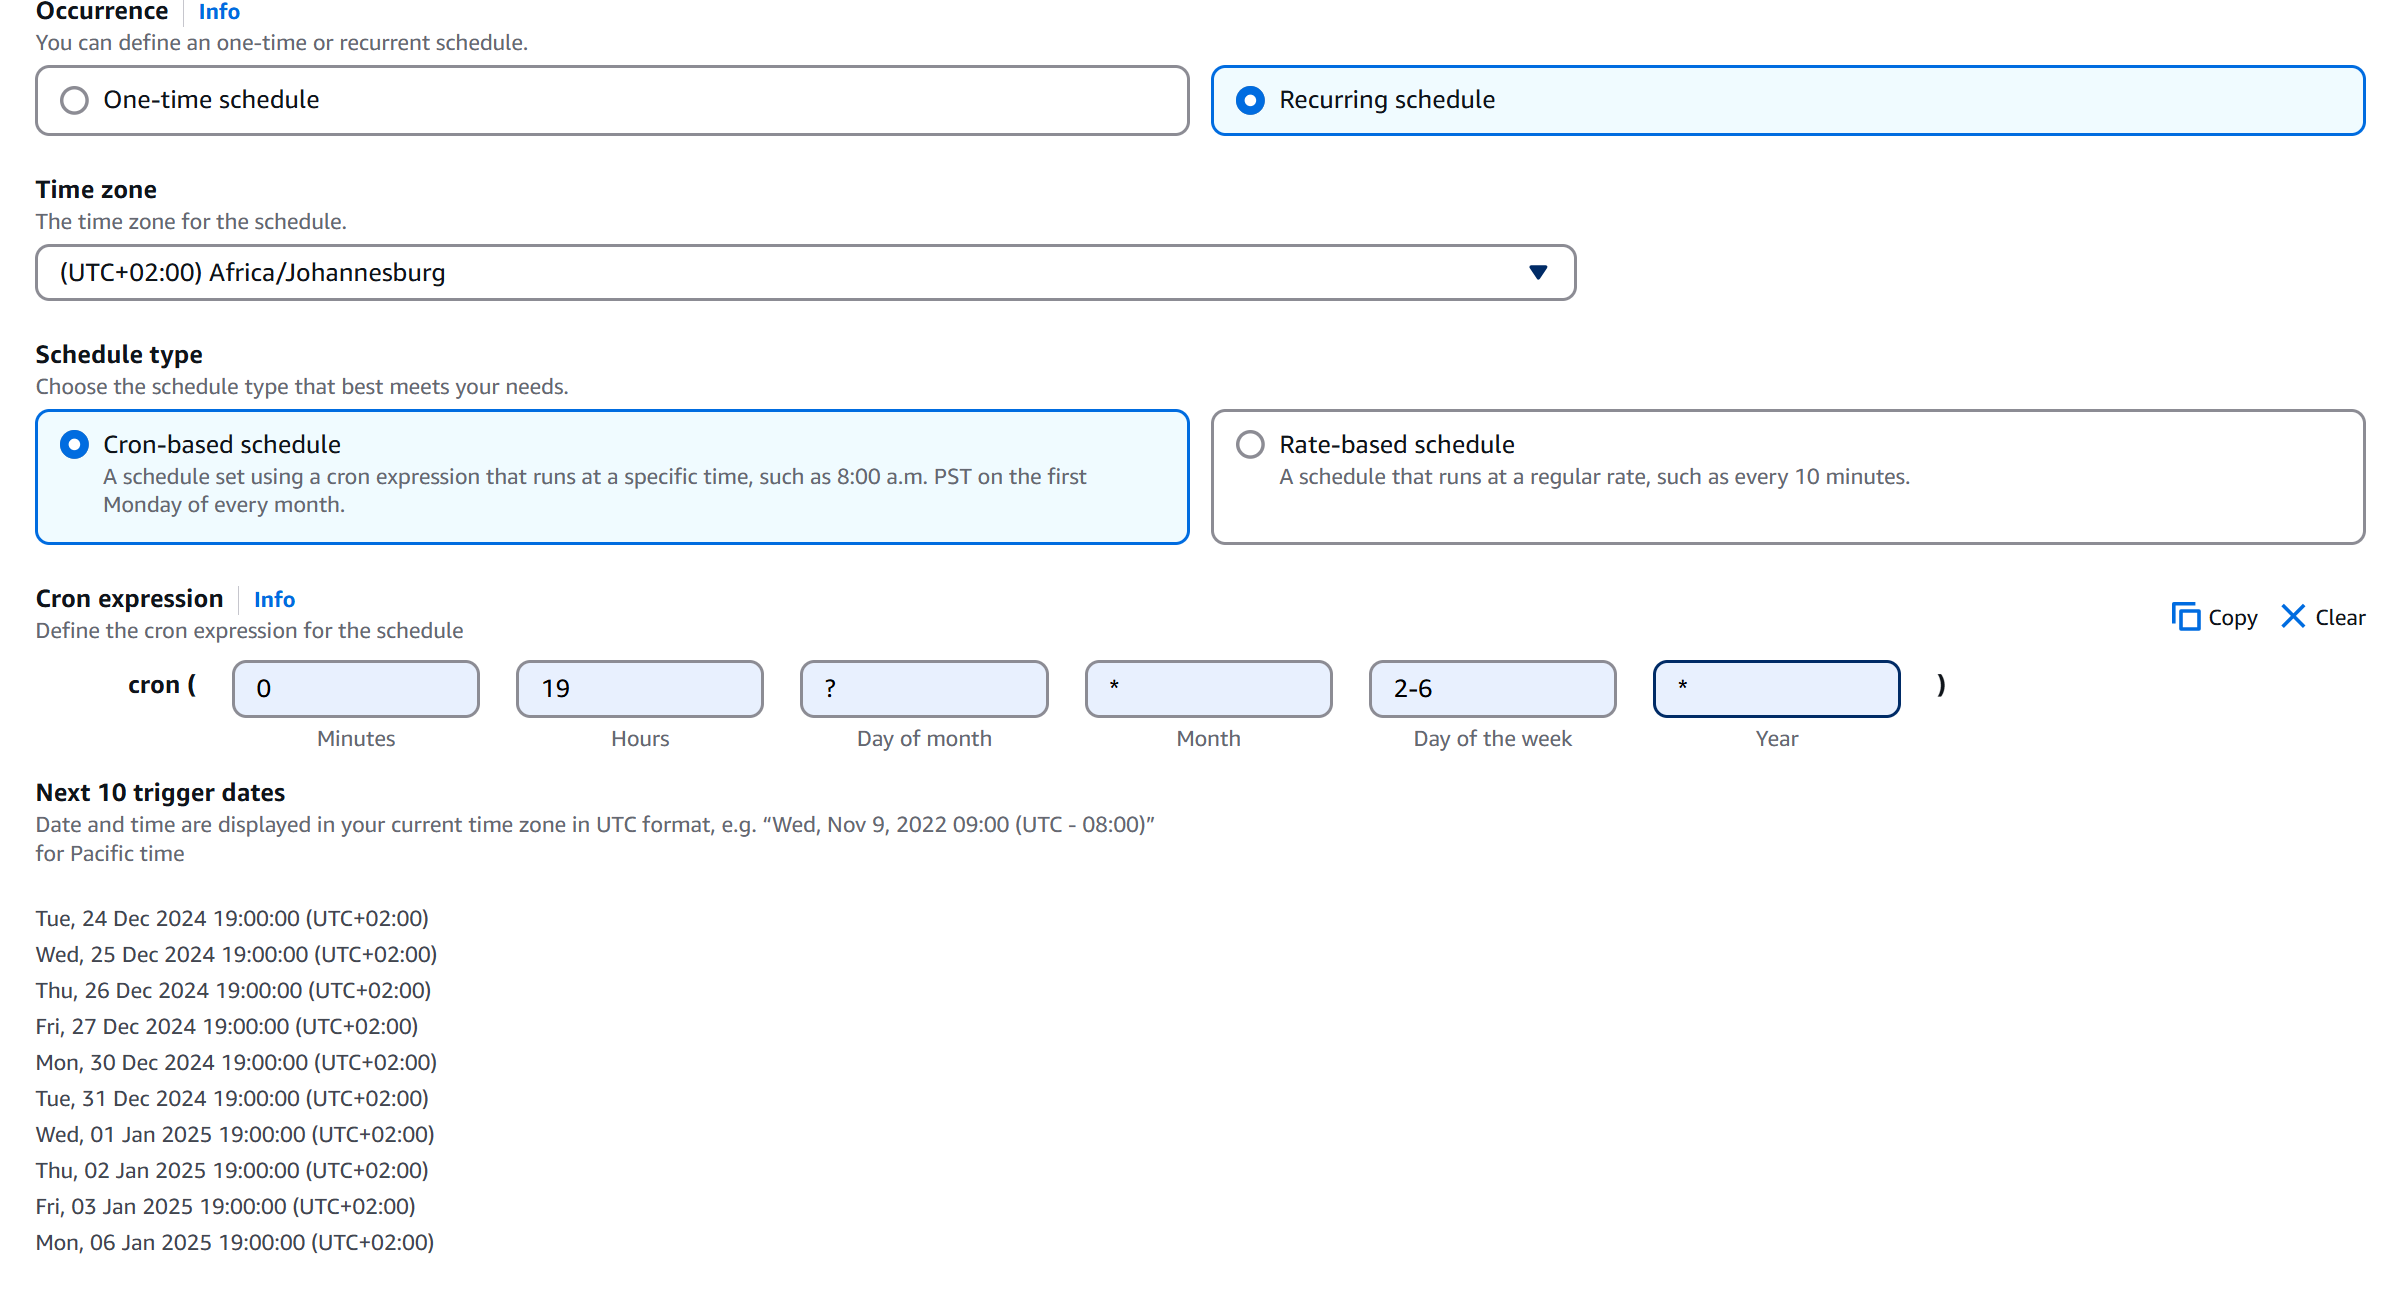 Occurrence Info
You can define an one-time or recurrent schedule.
One-time schedule
Recurring schedule
Time zone
The time zone for the schedule.
(UTC+02:00) Africa/Johannesburg
Schedule type
Choose the schedule type that best meets your needs.
Cron-based schedule
A schedule set using a cron expression that runs at a specific time, such as 8:00 a.m. PST on the first
Monday of every month.
Rate-based schedule
A schedule that runs at a regular rate, such as every 10 minutes.
Cron expression Info
Define the cron expression for the schedule
Copy Clear
cron ( 0 19 ? * 2-6 * )
Minutes Hours Day of month Month Day of the week Year
Next 10 trigger dates
Date and time are displayed in your current time zone in UTC format, e.g. “Wed, Nov 9, 2022 09:00 (UTC - 08:00)”
for Pacific time
Tue, 24 Dec 2024 19:00:00 (UTC+02:00)
Wed, 25 Dec 2024 19:00:00 (UTC+02:00)
Thu, 26 Dec 2024 19:00:00 (UTC+02:00)
Fri, 27 Dec 2024 19:00:00 (UTC+02:00)
Mon, 30 Dec 2024 19:00:00 (UTC+02:00)
Tue, 31 Dec 2024 19:00:00 (UTC+02:00)
Wed, 01 Jan 2025 19:00:00 (UTC+02:00)
Thu, 02 Jan 2025 19:00:00 (UTC+02:00)
Fri, 03 Jan 2025 19:00:00 (UTC+02:00)
Mon, 06 Jan 2025 19:00:00 (UTC+02:00)